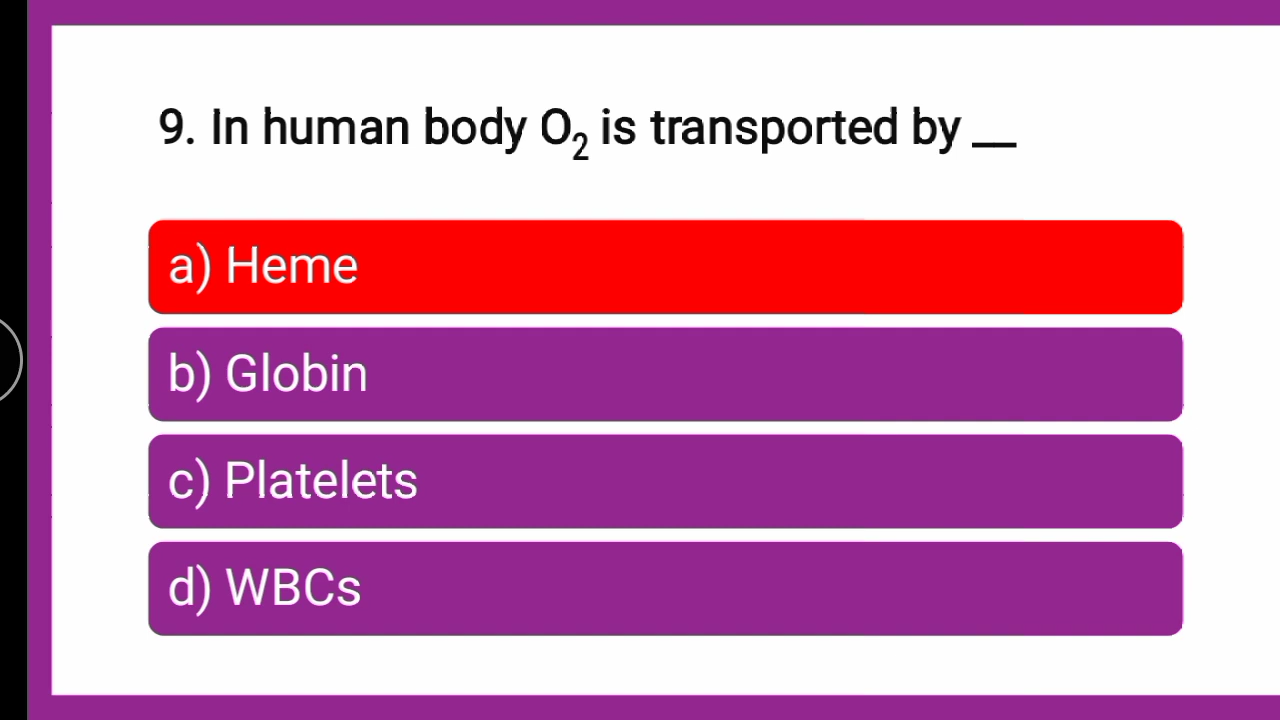 9. In human body O₂ is transported by __
a) Heme
b) Globin
c) Platelets
d) WBCs